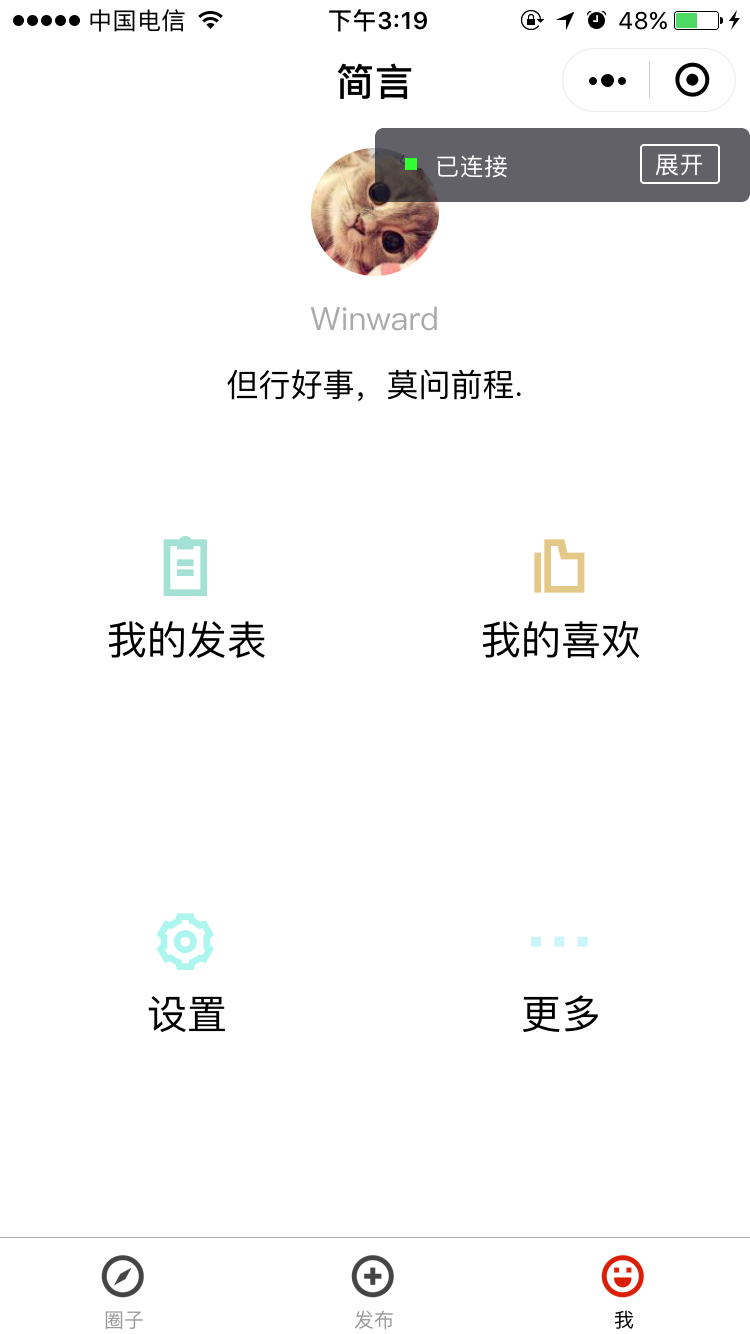 中国电信 下午3:19 48%
简言
已连接 展开
Winward
但行好事，莫问前程.
我的发表 我的喜欢
设置 更多
圈子 发布 我